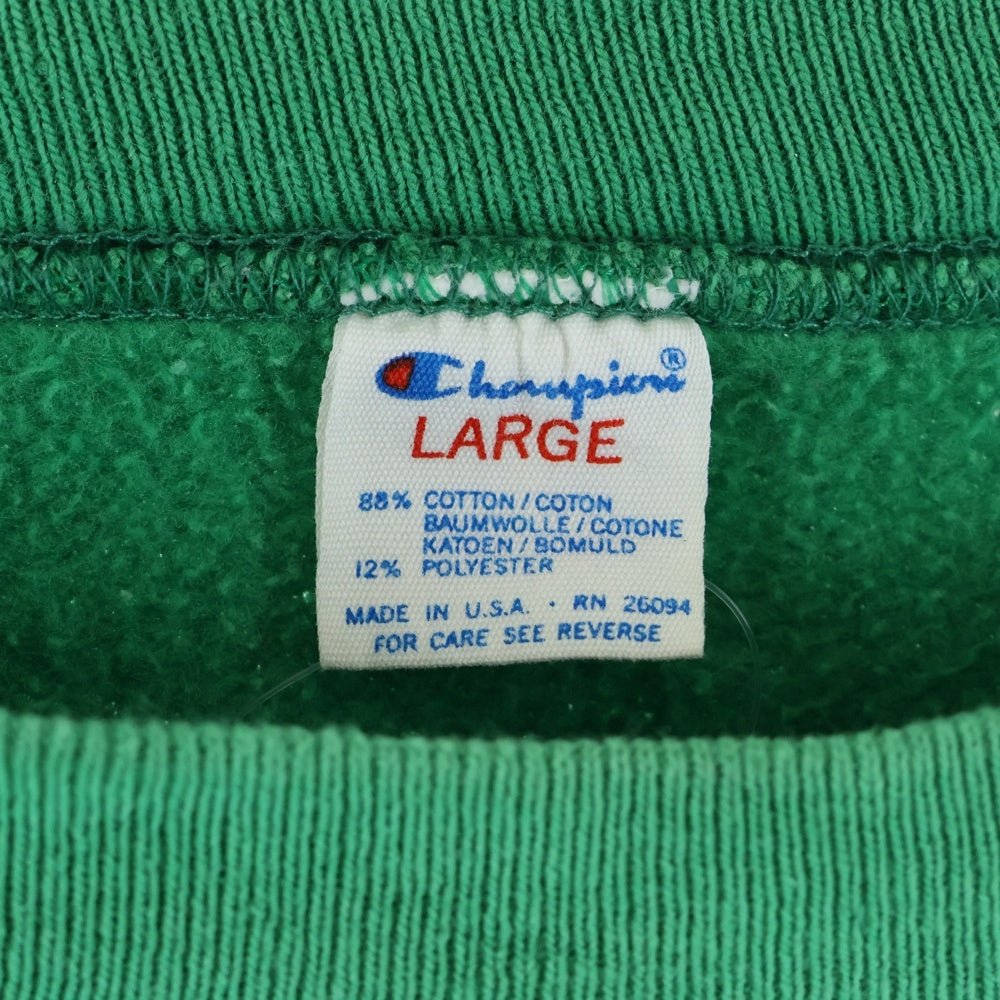 Champion®
LARGE
88% COTTON / COTON
BAUMWOLLE / COTONE
KATOEN / BOMULD
12% POLYESTER
MADE IN U.S.A. · RN 26094
FOR CARE SEE REVERSE